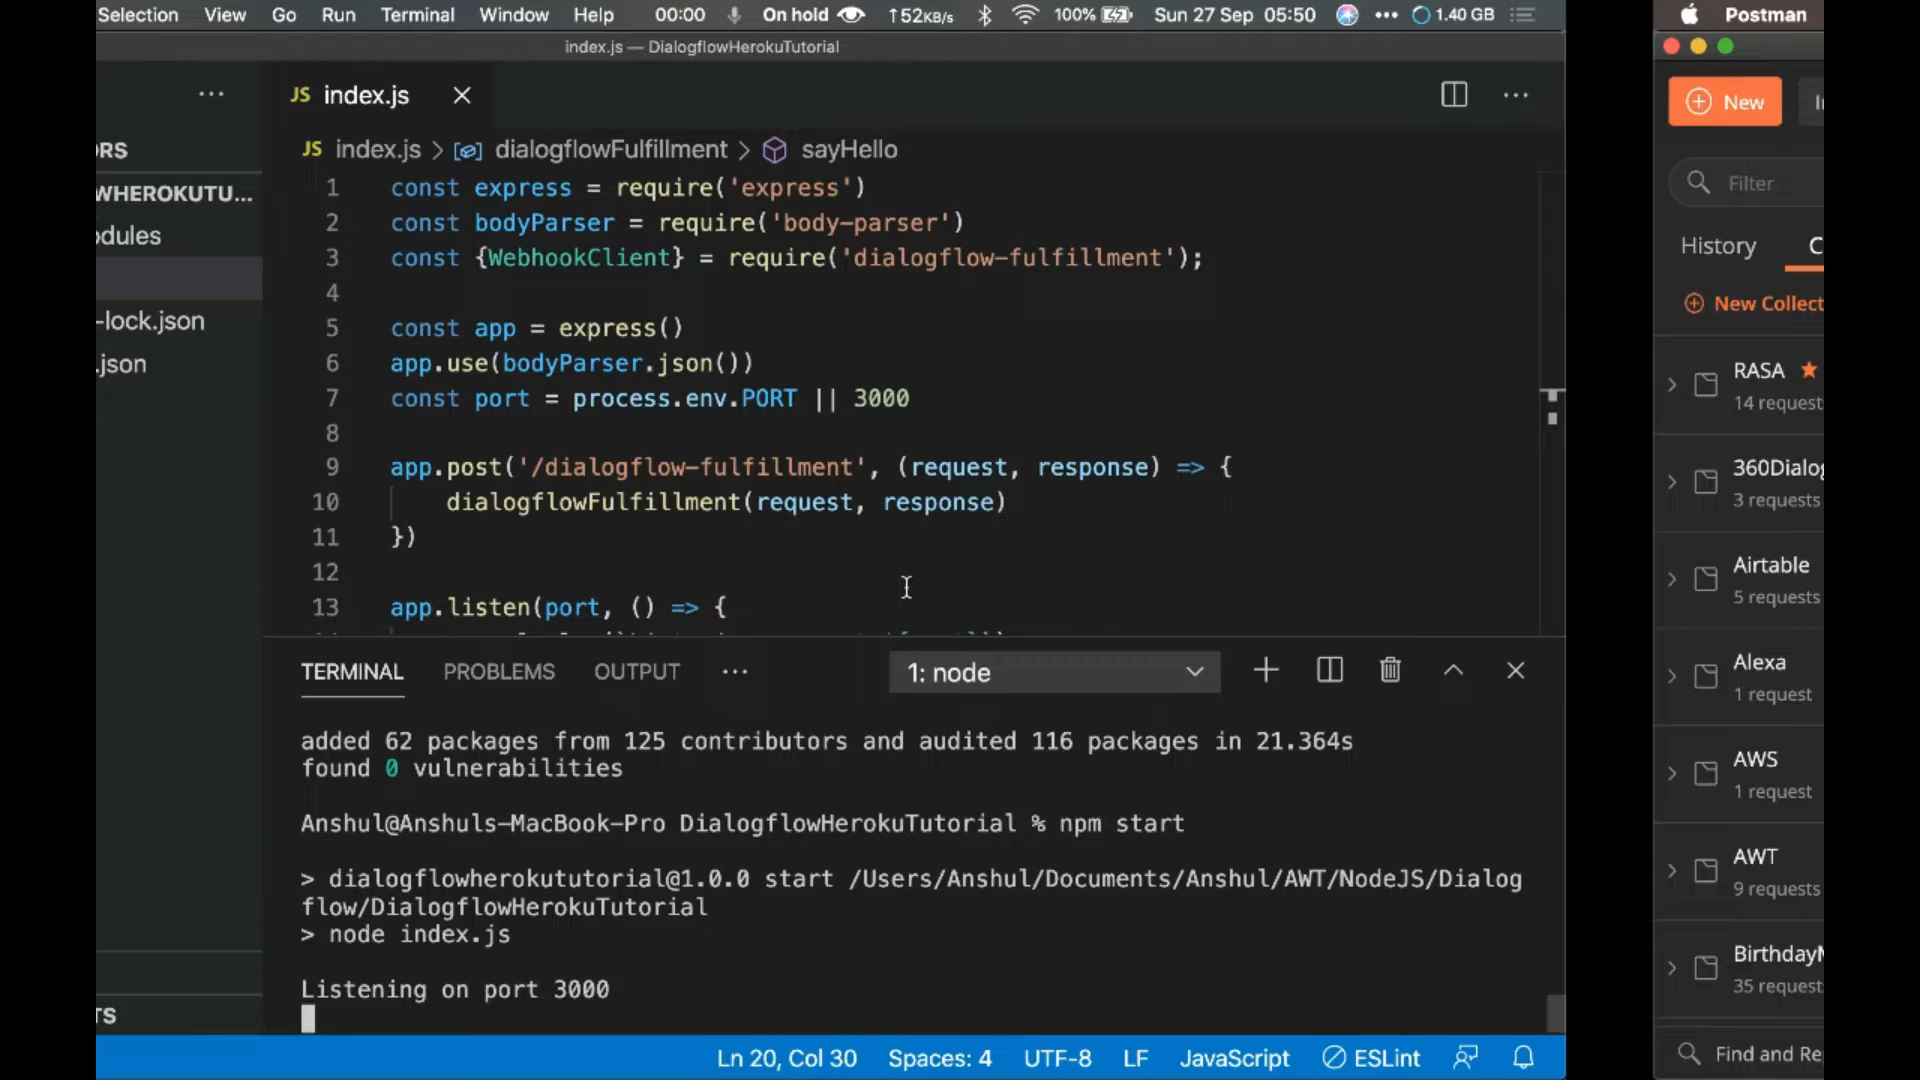 Selection View Go Run Terminal Window Help 00:00 On hold ↑52KB/s 100% Sun 27 Sep 05:50 1.40 GB
index.js — DialogflowHerokuTutorial
JS index.js
JS index.js > dialogflowFulfillment > sayHello
WHEROKUTU...
-lock.json
.json
1 const express = require('express')
2 const bodyParser = require('body-parser')
3 const {WebhookClient} = require('dialogflow-fulfillment');
4
5 const app = express()
6 app.use(bodyParser.json())
7 const port = process.env.PORT || 3000
8
9 app.post('/dialogflow-fulfillment', (request, response) => {
10 dialogflowFulfillment(request, response)
11 })
12
13 app.listen(port, () => {
TERMINAL PROBLEMS OUTPUT ... 1: node
added 62 packages from 125 contributors and audited 116 packages in 21.364s
found 0 vulnerabilities
Anshul@Anshuls-MacBook-Pro DialogflowHerokuTutorial % npm start
> dialogflowherokututorial@1.0.0 start /Users/Anshul/Documents/Anshul/AWT/NodeJS/Dialog
flow/DialogflowHerokuTutorial
> node index.js
Listening on port 3000
Ln 20, Col 30 Spaces: 4 UTF-8 LF JavaScript ESLint
Postman
New
Filter
History C
New Collect
RASA
14 requests
360Dialog
3 requests
Airtable
5 requests
Alexa
1 request
AWS
1 request
AWT
9 requests
BirthdayM
35 requests
Find and Re